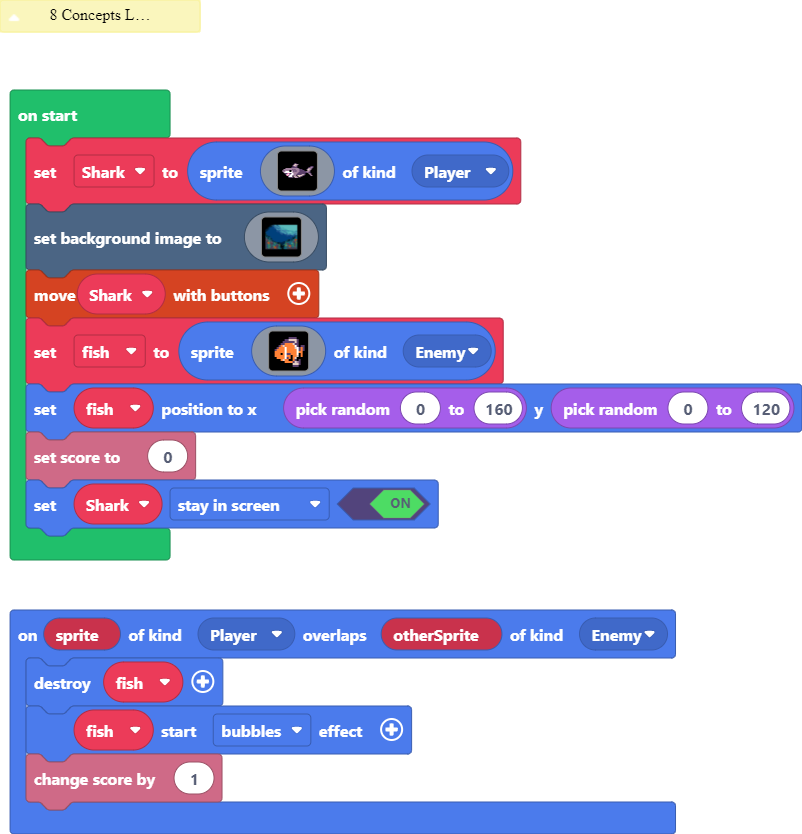 8 Concepts L…
on start
set Shark to sprite of kind Player
set background image to
move Shark with buttons
set fish to sprite of kind Enemy
set fish position to x pick random 0 to 160 y pick random 0 to 120
set score to 0
set Shark stay in screen ON
on sprite of kind Player overlaps otherSprite of kind Enemy
destroy fish
fish start bubbles effect
change score by 1